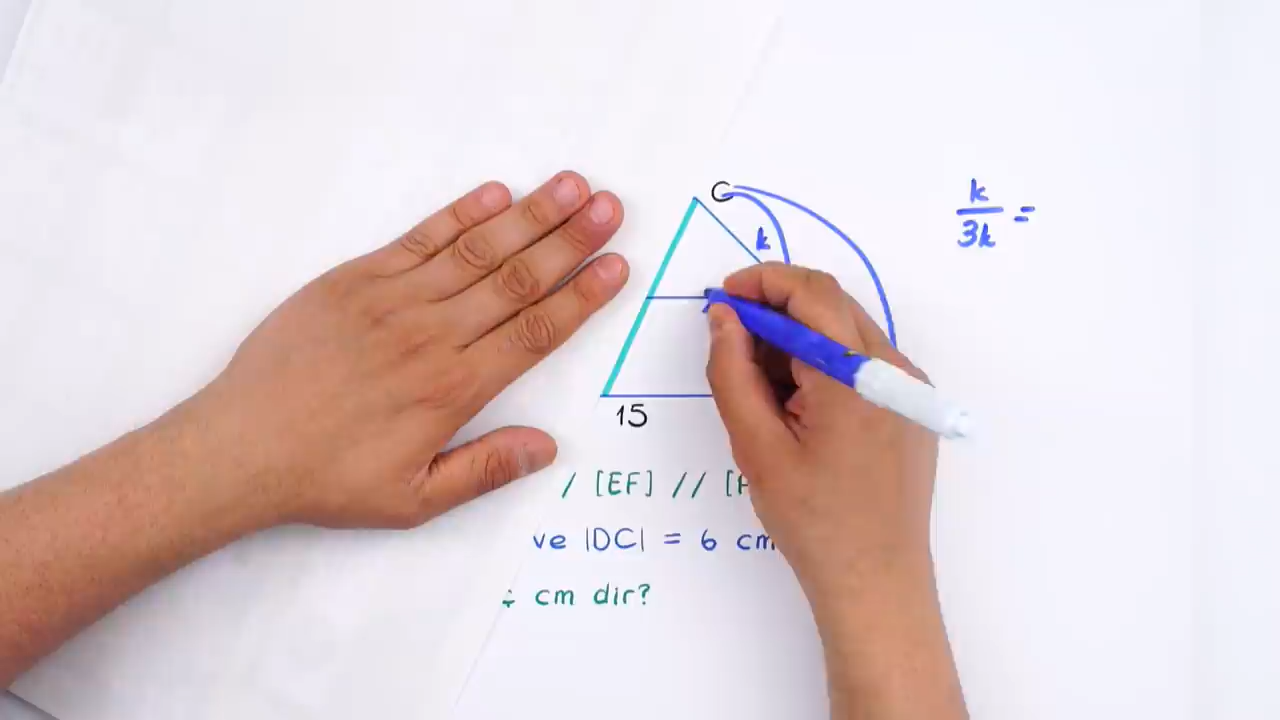 C
k
k
3k =
15
/ [EF] // [
ve |DC| = 6 cm
cm dir?